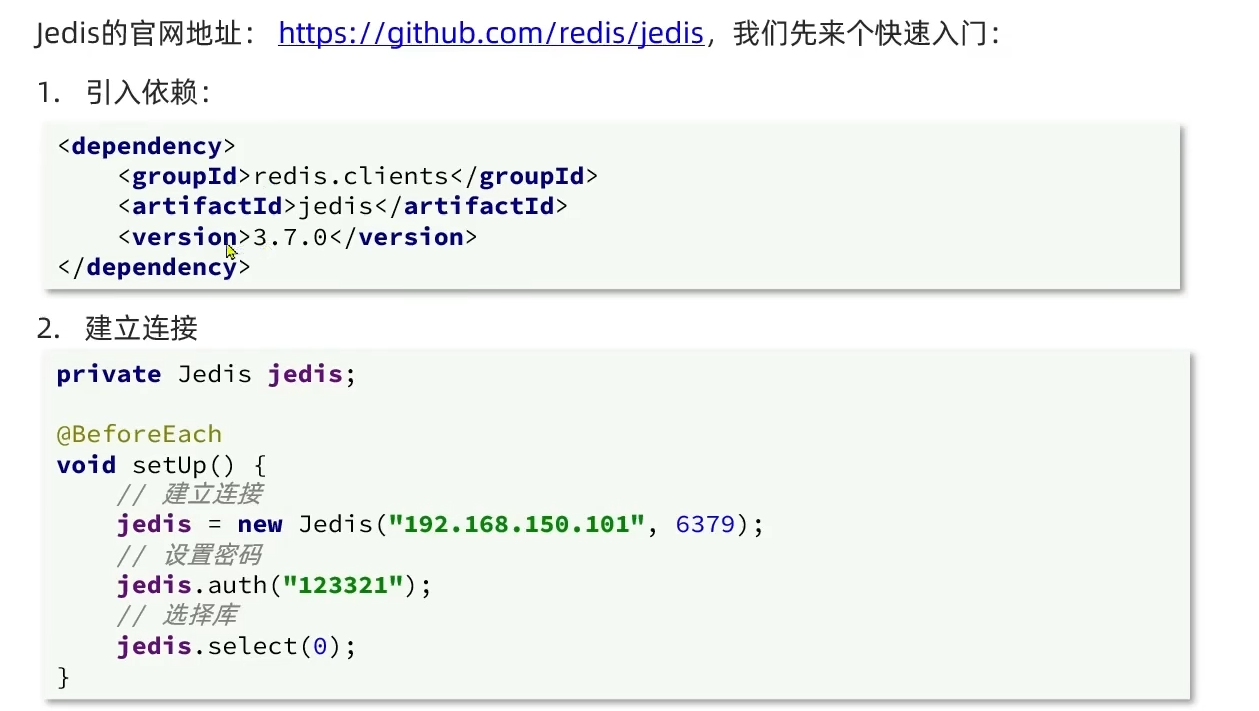 Jedis的官网地址： https://github.com/redis/jedis，我们先来个快速入门：
1. 引入依赖：
<dependency>
    <groupId>redis.clients</groupId>
    <artifactId>jedis</artifactId>
    <version>3.7.0</version>
</dependency>
2. 建立连接
private Jedis jedis;
@BeforeEach
void setUp() {
    // 建立连接
    jedis = new Jedis("192.168.150.101", 6379);
    // 设置密码
    jedis.auth("123321");
    // 选择库
    jedis.select(0);
}